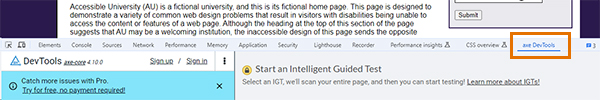 Accessible University (AU) is a fictional university, and this is its fictional home page. This page is designed to
demonstrate a variety of common web design problems that result in visitors with disabilities being unable to
access the content or features of a web page. Although the heading at the top of this section of the page
suggests that AU may be a welcoming institution, the inaccessible design of this page sends the opposite
Submit
Elements Console Sources Network Performance Memory Application Security Lighthouse Recorder Performance insights CSS overview axe DevTools
DevTools axe-core 4.10.0 Sign up / Sign in
Catch more issues with Pro.
Try for free, no payment required!
Start an Intelligent Guided Test
Select an IGT, we'll scan your entire page, and then you can start testing! Learn more about IGTs!